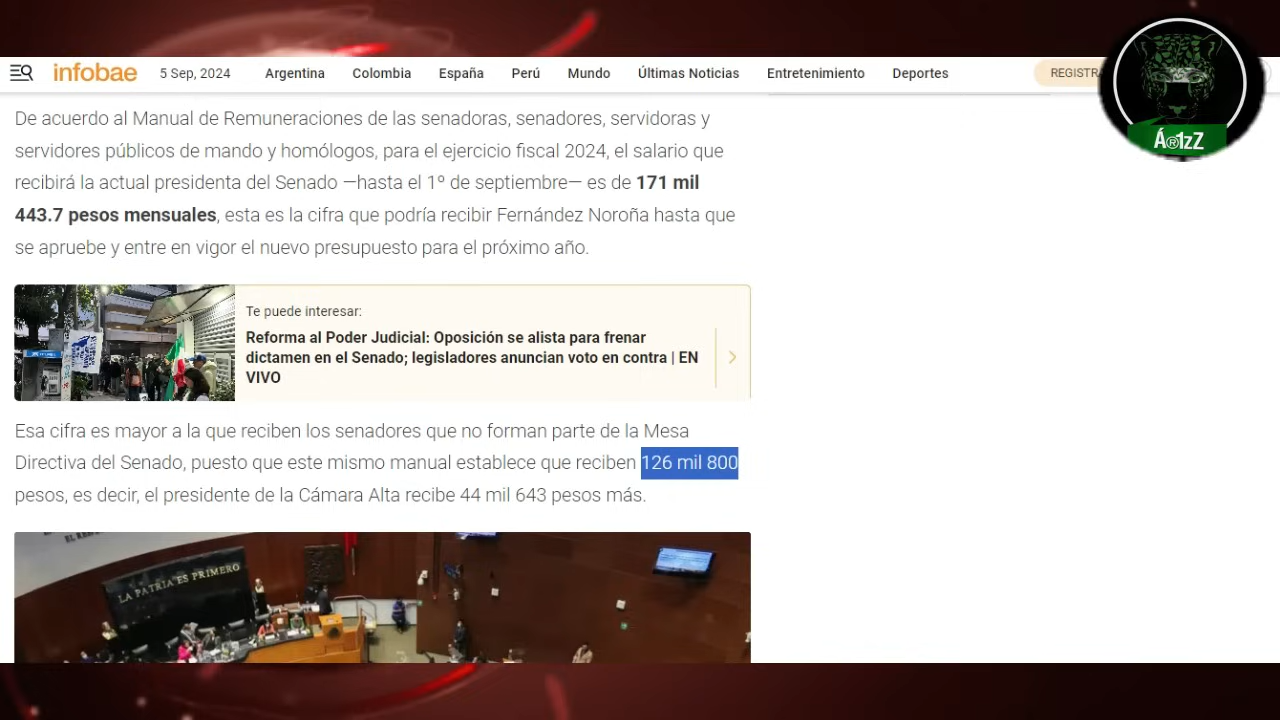 infobae 5 Sep, 2024 Argentina Colombia España Perú Mundo Últimas Noticias Entretenimiento Deportes
Á®1zZ
De acuerdo al Manual de Remuneraciones de las senadoras, senadores, servidoras y
servidores públicos de mando y homólogos, para el ejercicio fiscal 2024, el salario que
recibirá la actual presidenta del Senado —hasta el 1º de septiembre— es de 171 mil
443.7 pesos mensuales, esta es la cifra que podría recibir Fernández Noroña hasta que
se apruebe y entre en vigor el nuevo presupuesto para el próximo año.
Te puede interesar:
Reforma al Poder Judicial: Oposición se alista para frenar
dictamen en el Senado; legisladores anuncian voto en contra | EN
VIVO
Esa cifra es mayor a la que reciben los senadores que no forman parte de la Mesa
Directiva del Senado, puesto que este mismo manual establece que reciben 126 mil 800
pesos, es decir, el presidente de la Cámara Alta recibe 44 mil 643 pesos más.
LA PATRIA ES PRIMERO